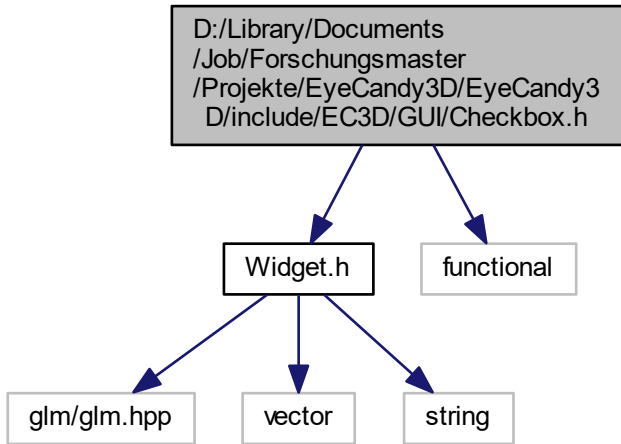 D:/Library/Documents
/Job/Forschungsmaster
/Projekte/EyeCandy3D/EyeCandy3
D/include/EC3D/GUI/Checkbox.h
Widget.h
functional
glm/glm.hpp
vector
string